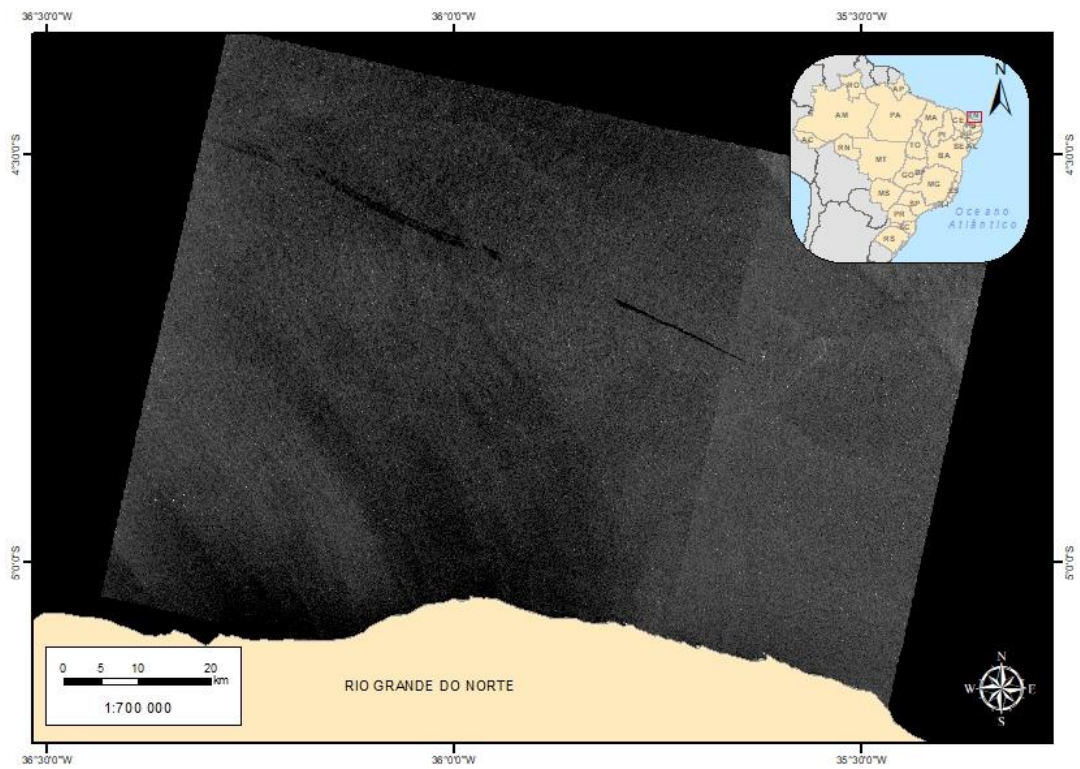 36°30'0"W 36°0'0"W 35°30'0"W
N
RO
AP
AM
PA
MA
CE
AC
RN
TO
PI
SE
AL
MT
BA
GO
MG
MS
ES
SP
PR
SC
RS
Oceano
Atlântico
4°30'0"S 4°30'0"S
5°0'0"S 5°0'0"S
0 5 10 20
km
1:700 000
RIO GRANDE DO NORTE
N
W E
S
36°30'0"W 36°0'0"W 35°30'0"W